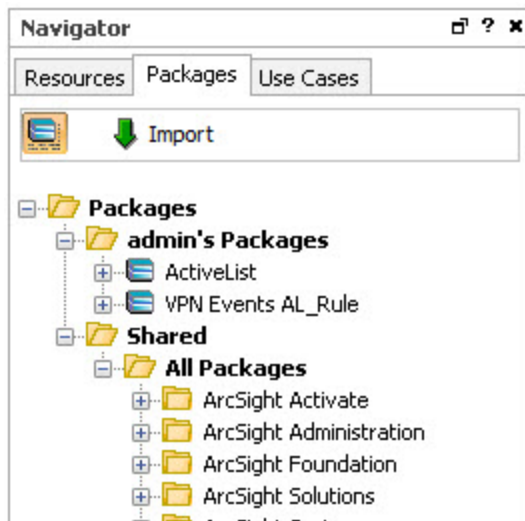 Navigator
Resources Packages Use Cases
Import
Packages
admin's Packages
ActiveList
VPN Events AL_Rule
Shared
All Packages
ArcSight Activate
ArcSight Administration
ArcSight Foundation
ArcSight Solutions